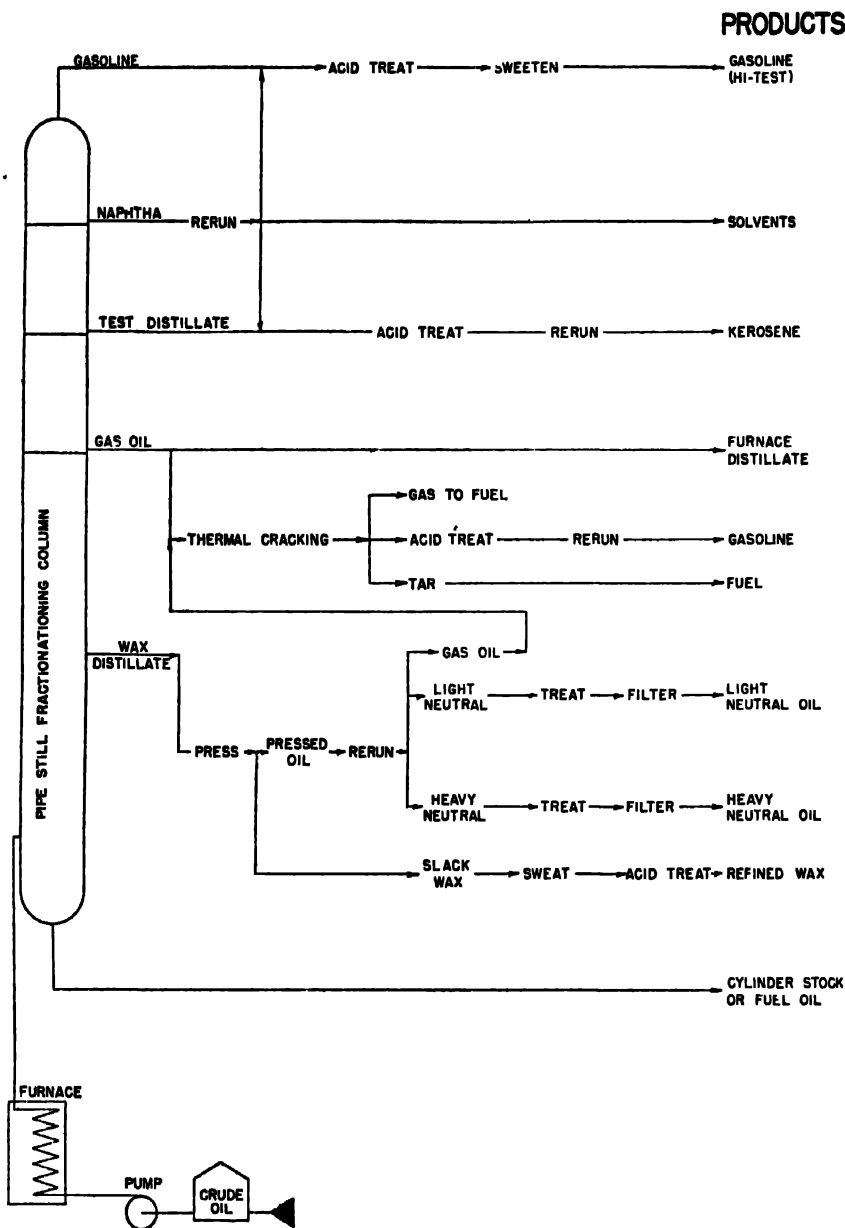 PRODUCTS
GASOLINE
ACID TREAT
SWEETEN
GASOLINE
(HI-TEST)
NAPHTHA
RERUN
SOLVENTS
TEST DISTILLATE
ACID TREAT
RERUN
KEROSENE
GAS OIL
FURNACE
DISTILLATE
GAS TO FUEL
THERMAL CRACKING
ACID TREAT
RERUN
GASOLINE
TAR
FUEL
PIPE STILL FRACTIONATIONING COLUMN
WAX
DISTILLATE
GAS OIL
LIGHT
NEUTRAL
TREAT
FILTER
LIGHT
NEUTRAL OIL
PRESS
PRESSED
OIL
RERUN
HEAVY
NEUTRAL
TREAT
FILTER
HEAVY
NEUTRAL OIL
SLACK
WAX
SWEAT
ACID TREAT
REFINED WAX
CYLINDER STOCK
OR FUEL OIL
FURNACE
PUMP
CRUDE
OIL